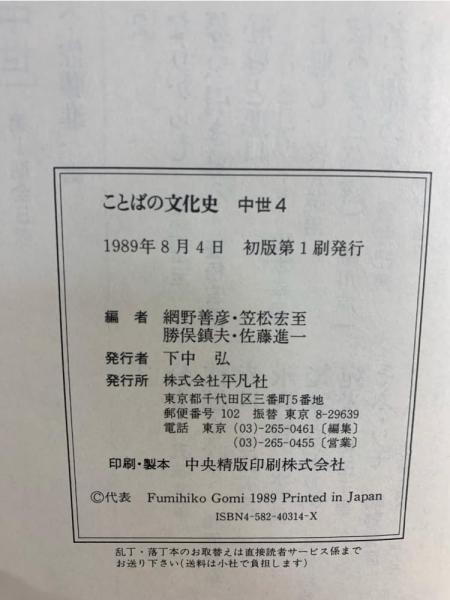 ことばの文化史 中世4
1989年8月4日 初版第1刷発行
編 者 網野善彦・笠松宏至
勝俣鎮夫・佐藤進一
発行者 下中 弘
発行所 株式会社平凡社
東京都千代田区三番町5番地
郵便番号 102 振替 東京 8-29639
電話 東京 (03)-265-0461〔編集〕
(03)-265-0455〔営業〕
印刷・製本 中央精版印刷株式会社
©代表 Fumihiko Gomi 1989 Printed in Japan
ISBN4-582-40314-X
乱丁・落丁本のお取替えは直接読者サービス係まで
お送り下さい(送料は小社で負担します)